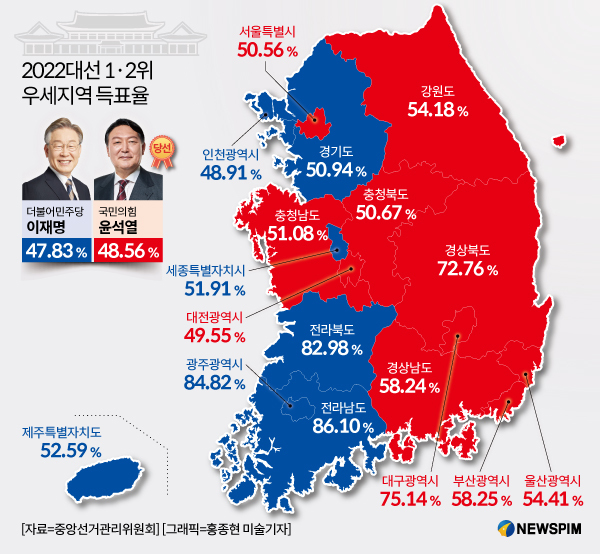 2022대선 1·2위
우세지역 득표율
당선
더불어민주당
이재명
47.83 %
국민의힘
윤석열
48.56 %
서울특별시
50.56 %
강원도
54.18 %
인천광역시
48.91 %
경기도
50.94 %
충청북도
50.67 %
충청남도
51.08 %
경상북도
72.76 %
세종특별자치시
51.91 %
대전광역시
49.55 %
전라북도
82.98 %
광주광역시
84.82 %
경상남도
58.24 %
전라남도
86.10 %
제주특별자치도
52.59 %
대구광역시
75.14 %
부산광역시
58.25 %
울산광역시
54.41 %
[자료=중앙선거관리위원회] [그래픽=홍종현 미술기자]
NEWSPIM